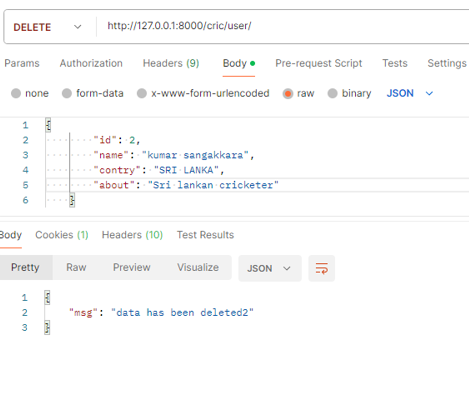 DELETE http://127.0.0.1:8000/cric/user/
Params Authorization Headers (9) Body Pre-request Script Tests Settings
none form-data x-www-form-urlencoded raw binary JSON
1 {
2 "id": 2,
3 "name": "kumar sangakkara",
4 "contry": "SRI LANKA",
5 "about": "Sri lankan cricketer"
6 }
Body Cookies (1) Headers (10) Test Results
Pretty Raw Preview Visualize JSON
1 {
2 "msg": "data has been deleted2"
3 }